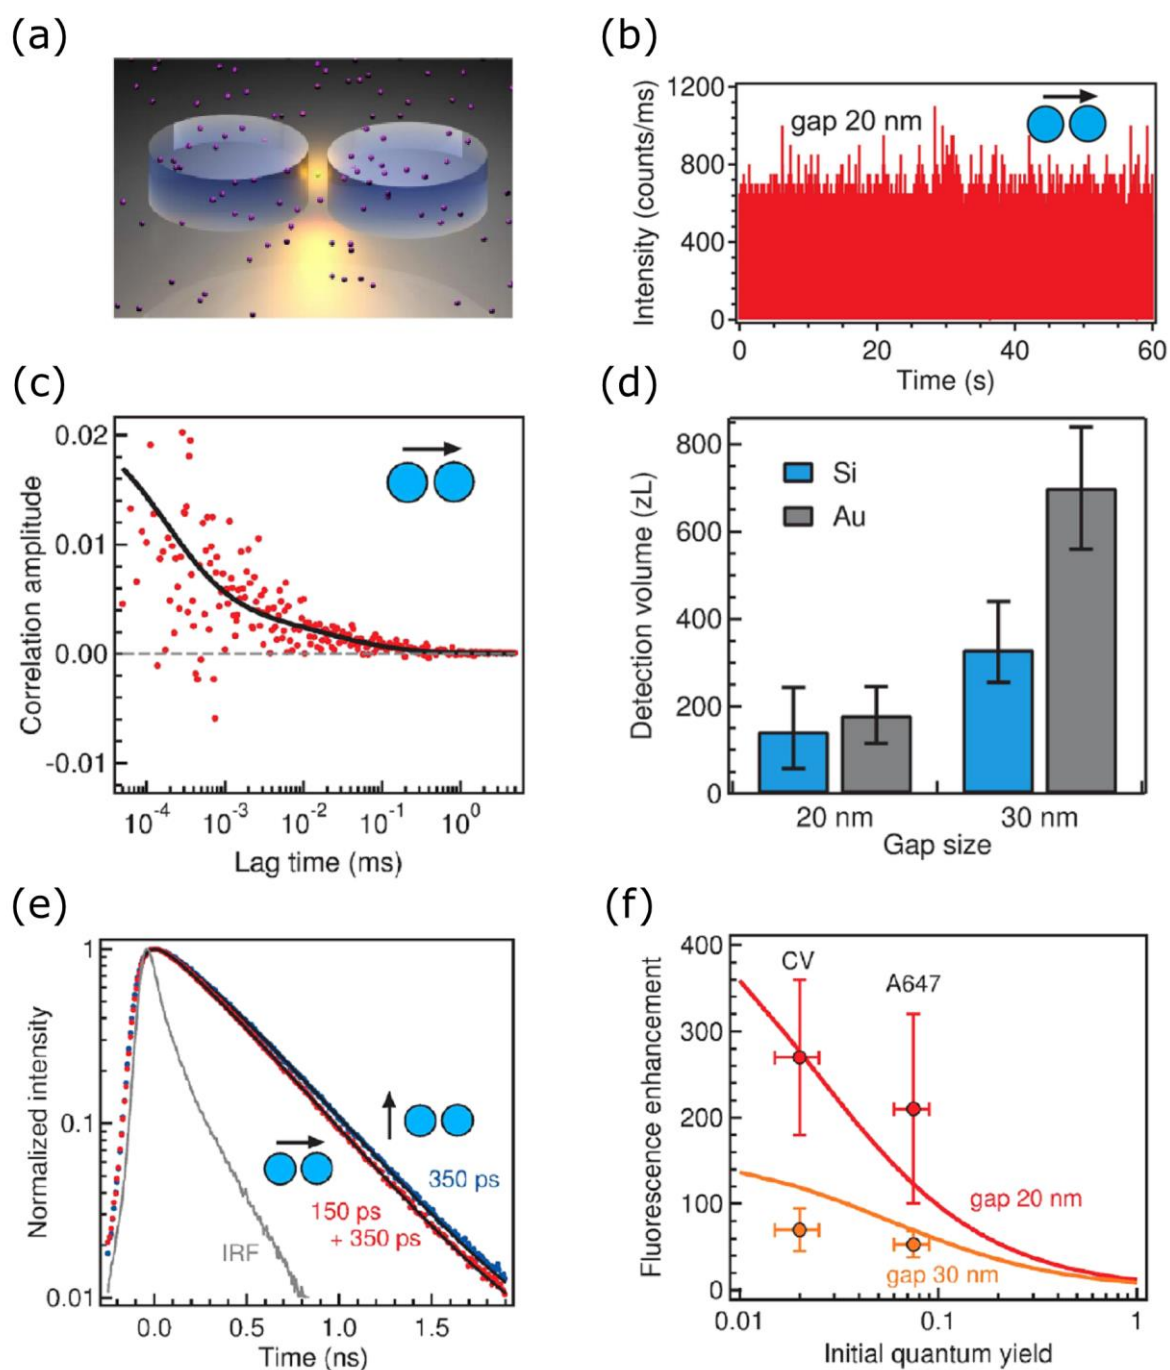 (a)
(b)
Intensity (counts/ms)
1200
800
400
0
gap 20 nm
0 20 40 60
Time (s)
(c)
Correlation amplitude
0.02
0.01
0.00
-0.01
10⁻⁴ 10⁻³ 10⁻² 10⁻¹ 10⁰
Lag time (ms)
(d)
Detection volume (zL)
800
600
400
200
0
Si
Au
20 nm 30 nm
Gap size
(e)
Normalized intensity
1
0.1
0.01
IRF
150 ps
+ 350 ps
350 ps
0.0 0.5 1.0 1.5
Time (ns)
(f)
Fluorescence enhancement
400
300
200
100
0
CV
A647
gap 20 nm
gap 30 nm
0.01 0.1 1
Initial quantum yield